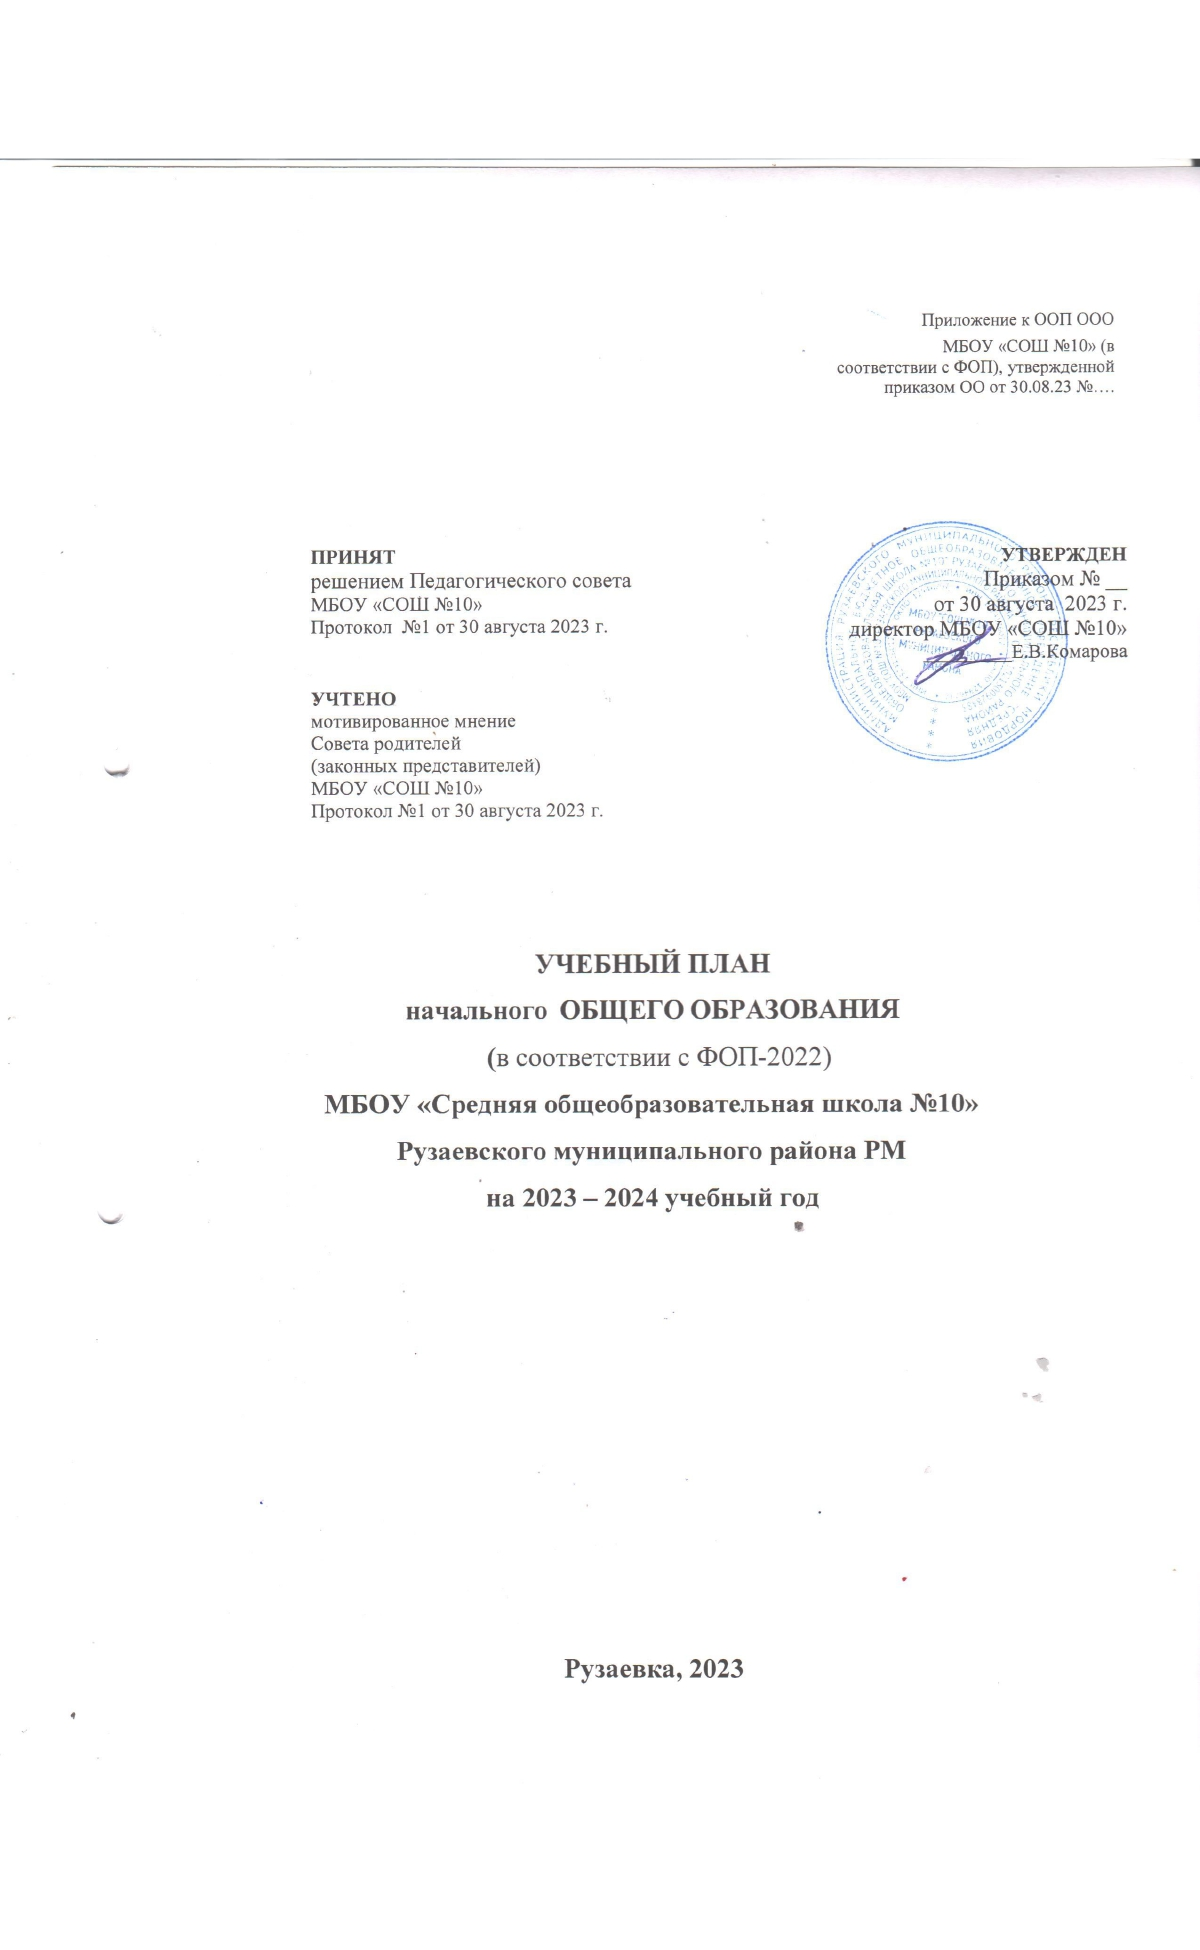 Приложение к ООП ООО
МБОУ «СОШ №10» (в
соответствии с ФОП), утвержденной
приказом ОО от 30.08.23 №….
ПРИНЯТ
решением Педагогического совета
МБОУ «СОШ №10»
Протокол №1 от 30 августа 2023 г.
УТВЕРЖДЕН
Приказом № __
от 30 августа 2023 г.
директор МБОУ «СОШ №10»
Е.В.Комарова
УЧТЕНО
мотивированное мнение
Совета родителей
(законных представителей)
МБОУ «СОШ №10»
Протокол №1 от 30 августа 2023 г.
УЧЕБНЫЙ ПЛАН
начального ОБЩЕГО ОБРАЗОВАНИЯ
(в соответствии с ФОП-2022)
МБОУ «Средняя общеобразовательная школа №10»
Рузаевского муниципального района РМ
на 2023 – 2024 учебный год
Рузаевка, 2023